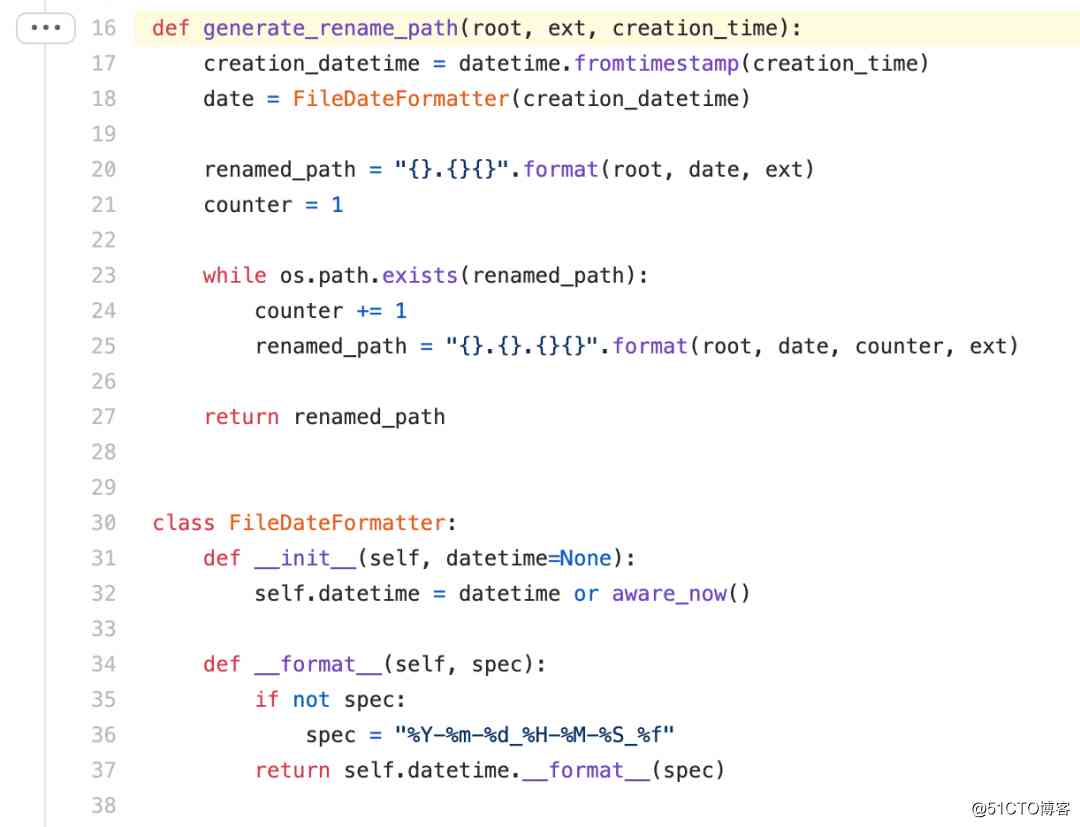 ••• 16 def generate_rename_path(root, ext, creation_time):
17     creation_datetime = datetime.fromtimestamp(creation_time)
18     date = FileDateFormatter(creation_datetime)
19
20     renamed_path = "{}.{}{}".format(root, date, ext)
21     counter = 1
22
23     while os.path.exists(renamed_path):
24         counter += 1
25         renamed_path = "{}.{}.{}{}".format(root, date, counter, ext)
26
27     return renamed_path
28
29
30 class FileDateFormatter:
31     def __init__(self, datetime=None):
32         self.datetime = datetime or aware_now()
33
34     def __format__(self, spec):
35         if not spec:
36             spec = "%Y-%m-%d_%H-%M-%S_%f"
37         return self.datetime.__format__(spec)
38
@51CTO博客